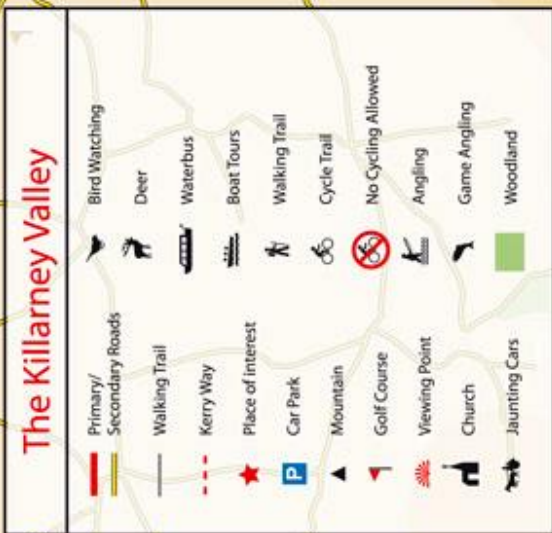 The Killarney Valley
Primary/
Secondary Roads
Walking Trail
Kerry Way
Place of interest
P
Car Park
Mountain
Golf Course
Viewing Point
Church
Jaunting Cars
Bird Watching
Deer
Waterbus
Boat Tours
Walking Trail
Cycle Trail
No Cycling Allowed
Angling
Game Angling
Woodland